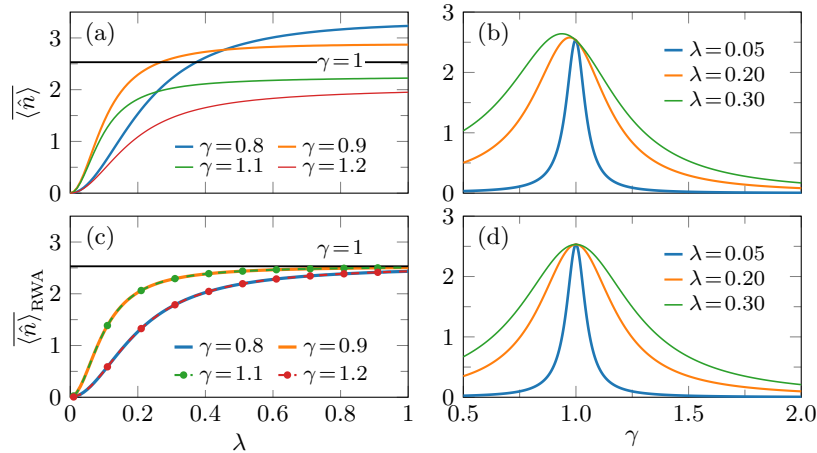 (a)
γ = 1
γ = 0.8
γ = 0.9
γ = 1.1
γ = 1.2
0
1
2
3
⟨n̂⟩
(b)
λ = 0.05
λ = 0.20
λ = 0.30
0
1
2
3
(c)
γ = 1
γ = 0.8
γ = 0.9
γ = 1.1
γ = 1.2
0
1
2
3
⟨n̂⟩RWA
0
0.2
0.4
0.6
0.8
1
λ
(d)
λ = 0.05
λ = 0.20
λ = 0.30
0
1
2
3
0.5
1.0
1.5
2.0
γ